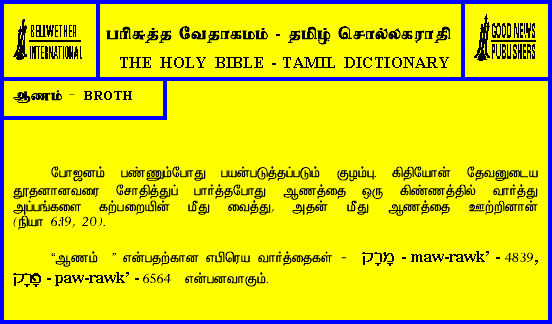 BELLWETHER
INTERNATIONAL
பரிசுத்த வேதாகமம் - தமிழ் சொல்லகராதி
THE HOLY BIBLE - TAMIL DICTIONARY
GOOD NEWS
PUBLISHERS
ஆணம் - BROTH
போஜனம் பண்ணும்போது பயன்படுத்தப்படும் குழம்பு. கிதியோன் தேவனுடைய
தூதனானவரை சோதித்துப் பார்த்தபோது ஆணத்தை ஒரு கிண்ணத்தில் வார்த்து
அப்பங்களை கற்பறையின் மீது வைத்து, அதன் மீது ஆணத்தை ஊற்றினான்
(நியா 6:19, 20).
“ஆணம் ” என்பதற்கான எபிரெய வார்த்தைகள் - מָרָק - maw-rawk’ - 4839,
פָּרָק - paw-rawk’ - 6564 என்பனவாகும்.